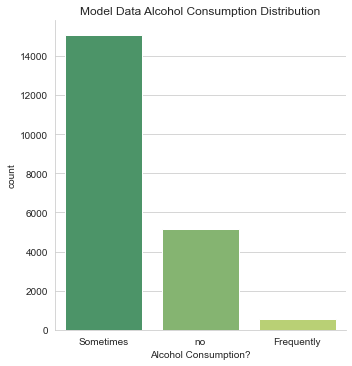 Model Data Alcohol Consumption Distribution
14000
12000
10000
8000
6000
4000
2000
0
count
Sometimes no Frequently
Alcohol Consumption?